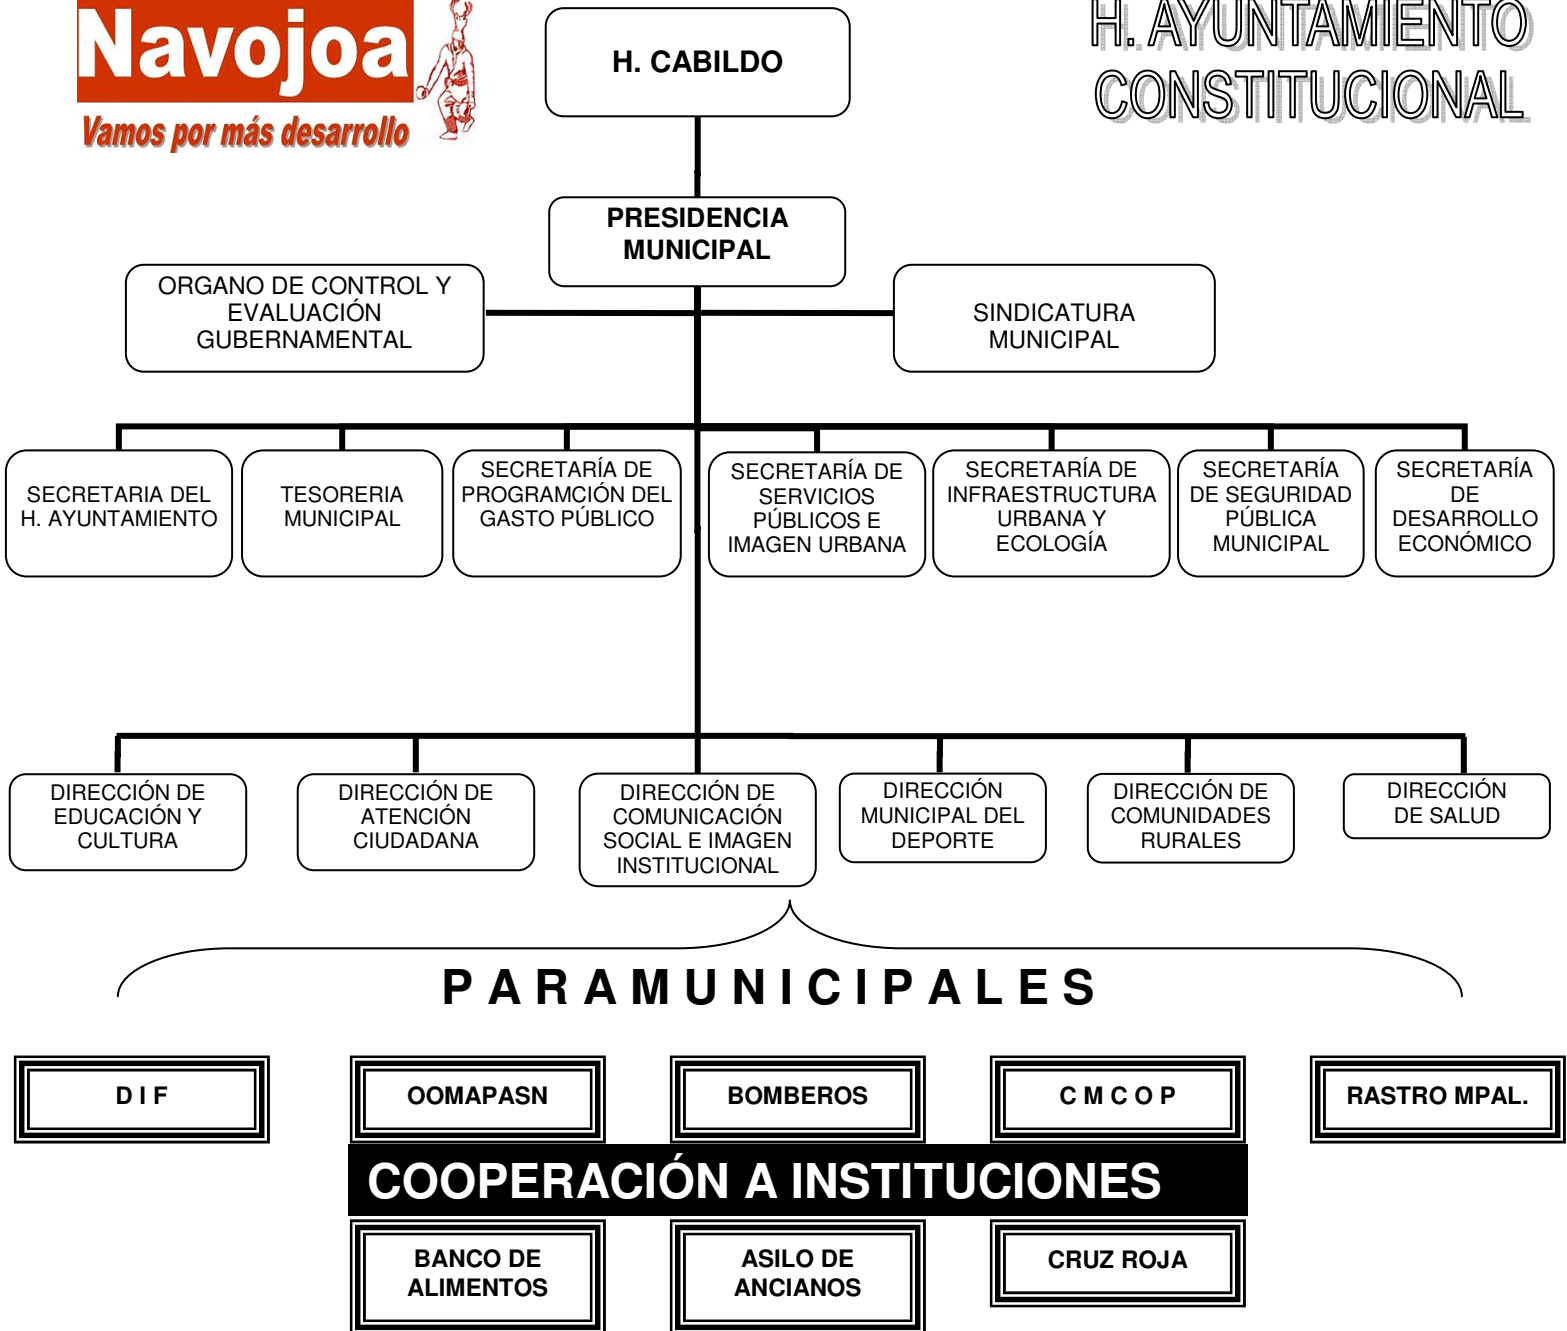 Navojoa
Vamos por más desarrollo
H. AYUNTAMIENTO
CONSTITUCIONAL
H. CABILDO
PRESIDENCIA
MUNICIPAL
ORGANO DE CONTROL Y
EVALUACIÓN
GUBERNAMENTAL
SINDICATURA
MUNICIPAL
SECRETARIA DEL
H. AYUNTAMIENTO
TESORERIA
MUNICIPAL
SECRETARÍA DE
PROGRAMCIÓN DEL
GASTO PÚBLICO
SECRETARÍA DE
SERVICIOS
PÚBLICOS E
IMAGEN URBANA
SECRETARÍA DE
INFRAESTRUCTURA
URBANA Y
ECOLOGÍA
SECRETARÍA
DE SEGURIDAD
PÚBLICA
MUNICIPAL
SECRETARÍA
DE
DESARROLLO
ECONÓMICO
DIRECCIÓN DE
EDUCACIÓN Y
CULTURA
DIRECCIÓN DE
ATENCIÓN
CIUDADANA
DIRECCIÓN DE
COMUNICACIÓN
SOCIAL E IMAGEN
INSTITUCIONAL
DIRECCIÓN
MUNICIPAL DEL
DEPORTE
DIRECCIÓN DE
COMUNIDADES
RURALES
DIRECCIÓN
DE SALUD
P A R A M U N I C I P A L E S
D I F
OOMAPASN
BOMBEROS
C M C O P
RASTRO MPAL.
COOPERACIÓN A INSTITUCIONES
BANCO DE
ALIMENTOS
ASILO DE
ANCIANOS
CRUZ ROJA